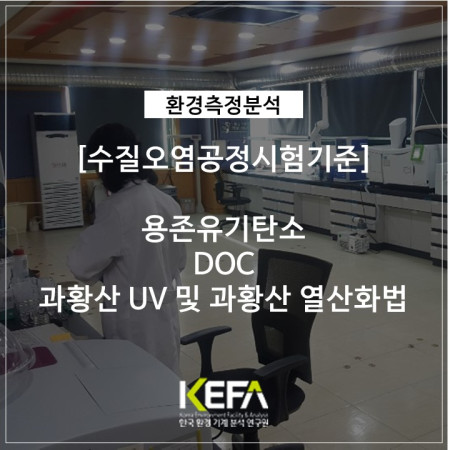 환경측정분석
[수질오염공정시험기준]
용존유기탄소
DOC
과황산 UV 및 과황산 열산화법
KEFA
Korea Environment Facility & Analysis
한국 환경 기계 분석 연구원